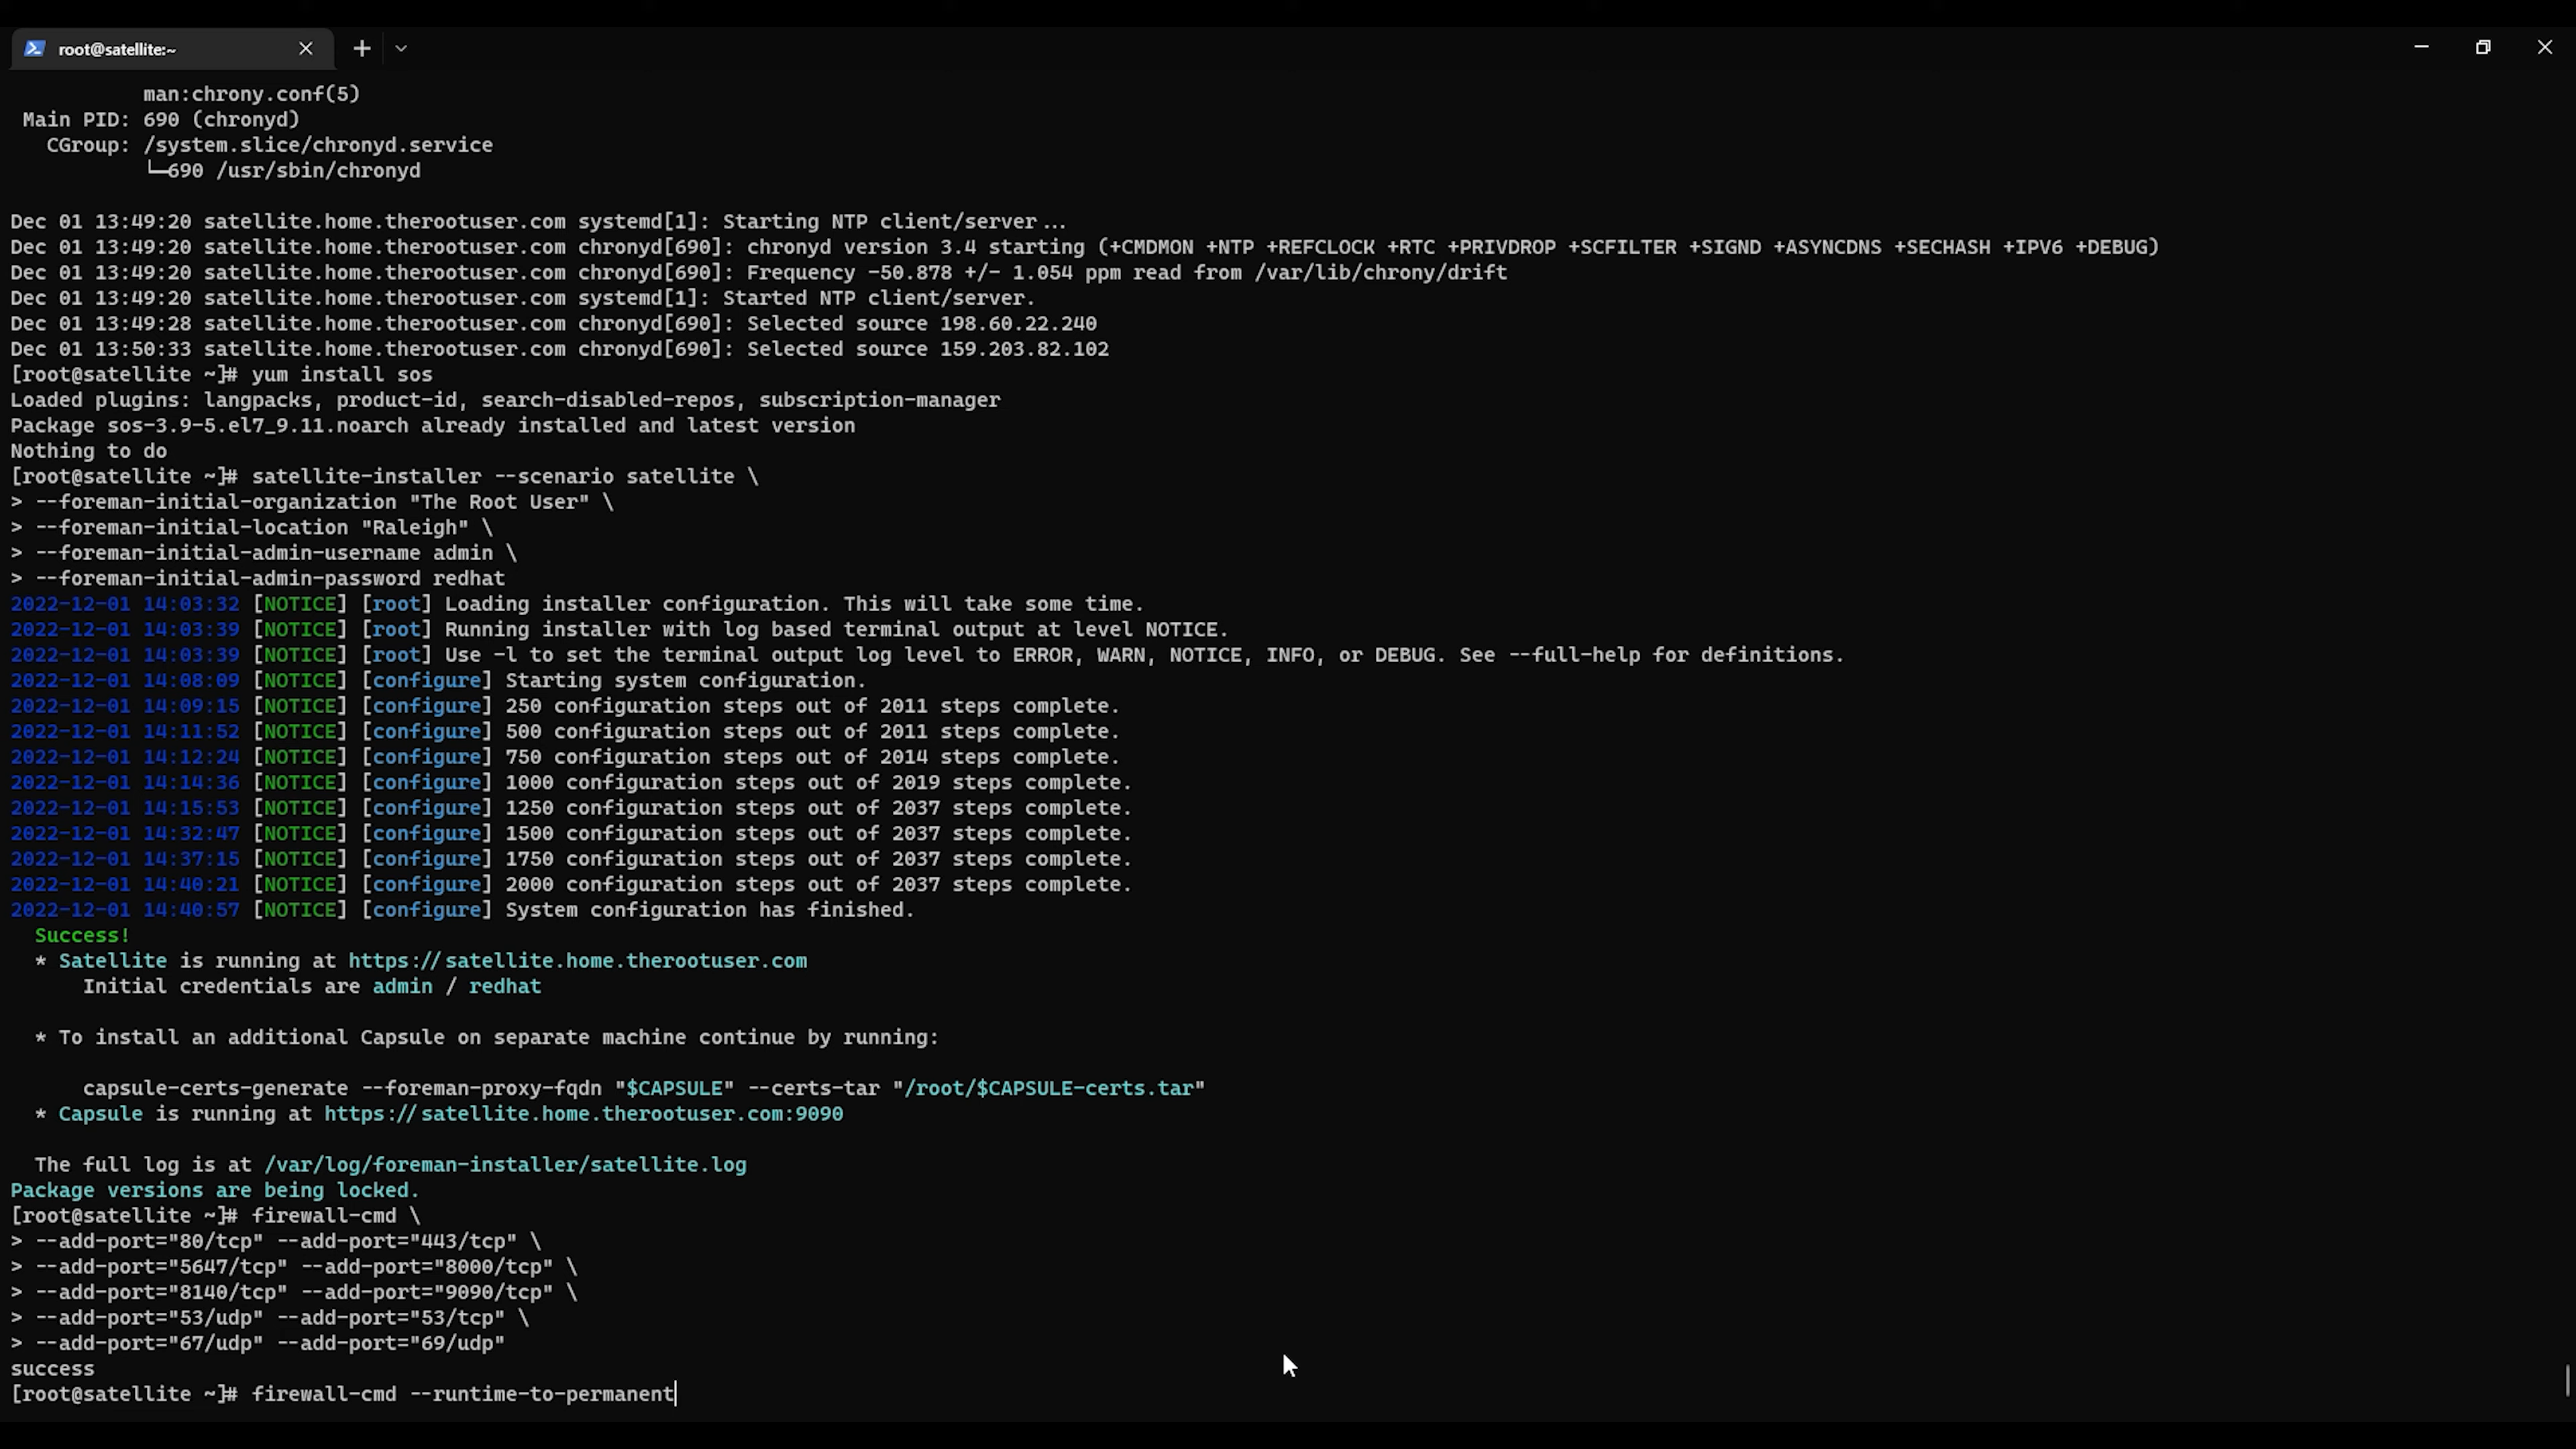 root@satellite:~
man:chrony.conf(5)
Main PID: 690 (chronyd)
CGroup: /system.slice/chronyd.service
└─690 /usr/sbin/chronyd
Dec 01 13:49:20 satellite.home.therootuser.com systemd[1]: Starting NTP client/server...
Dec 01 13:49:20 satellite.home.therootuser.com chronyd[690]: chronyd version 3.4 starting (+CMDMON +NTP +REFCLOCK +RTC +PRIVDROP +SCFILTER +SIGND +ASYNCDNS +SECHASH +IPV6 +DEBUG)
Dec 01 13:49:20 satellite.home.therootuser.com chronyd[690]: Frequency -50.878 +/- 1.054 ppm read from /var/lib/chrony/drift
Dec 01 13:49:20 satellite.home.therootuser.com systemd[1]: Started NTP client/server.
Dec 01 13:49:28 satellite.home.therootuser.com chronyd[690]: Selected source 198.60.22.240
Dec 01 13:50:33 satellite.home.therootuser.com chronyd[690]: Selected source 159.203.82.102
[root@satellite ~]# yum install sos
Loaded plugins: langpacks, product-id, search-disabled-repos, subscription-manager
Package sos-3.9-5.el7_9.11.noarch already installed and latest version
Nothing to do
[root@satellite ~]# satellite-installer --scenario satellite \
> --foreman-initial-organization "The Root User" \
> --foreman-initial-location "Raleigh" \
> --foreman-initial-admin-username admin \
> --foreman-initial-admin-password redhat
2022-12-01 14:03:32 [NOTICE] [root] Loading installer configuration. This will take some time.
2022-12-01 14:03:39 [NOTICE] [root] Running installer with log based terminal output at level NOTICE.
2022-12-01 14:03:39 [NOTICE] [root] Use -l to set the terminal output log level to ERROR, WARN, NOTICE, INFO, or DEBUG. See --full-help for definitions.
2022-12-01 14:08:09 [NOTICE] [configure] Starting system configuration.
2022-12-01 14:09:15 [NOTICE] [configure] 250 configuration steps out of 2011 steps complete.
2022-12-01 14:11:52 [NOTICE] [configure] 500 configuration steps out of 2011 steps complete.
2022-12-01 14:12:24 [NOTICE] [configure] 750 configuration steps out of 2014 steps complete.
2022-12-01 14:14:36 [NOTICE] [configure] 1000 configuration steps out of 2019 steps complete.
2022-12-01 14:15:53 [NOTICE] [configure] 1250 configuration steps out of 2037 steps complete.
2022-12-01 14:32:47 [NOTICE] [configure] 1500 configuration steps out of 2037 steps complete.
2022-12-01 14:37:15 [NOTICE] [configure] 1750 configuration steps out of 2037 steps complete.
2022-12-01 14:40:21 [NOTICE] [configure] 2000 configuration steps out of 2037 steps complete.
2022-12-01 14:40:57 [NOTICE] [configure] System configuration has finished.
Success!
* Satellite is running at https://satellite.home.therootuser.com
Initial credentials are admin / redhat
* To install an additional Capsule on separate machine continue by running:
capsule-certs-generate --foreman-proxy-fqdn "$CAPSULE" --certs-tar "/root/$CAPSULE-certs.tar"
* Capsule is running at https://satellite.home.therootuser.com:9090
The full log is at /var/log/foreman-installer/satellite.log
Package versions are being locked.
[root@satellite ~]# firewall-cmd \
> --add-port="80/tcp" --add-port="443/tcp" \
> --add-port="5647/tcp" --add-port="8000/tcp" \
> --add-port="8140/tcp" --add-port="9090/tcp" \
> --add-port="53/udp" --add-port="53/tcp" \
> --add-port="67/udp" --add-port="69/udp"
success
[root@satellite ~]# firewall-cmd --runtime-to-permanent